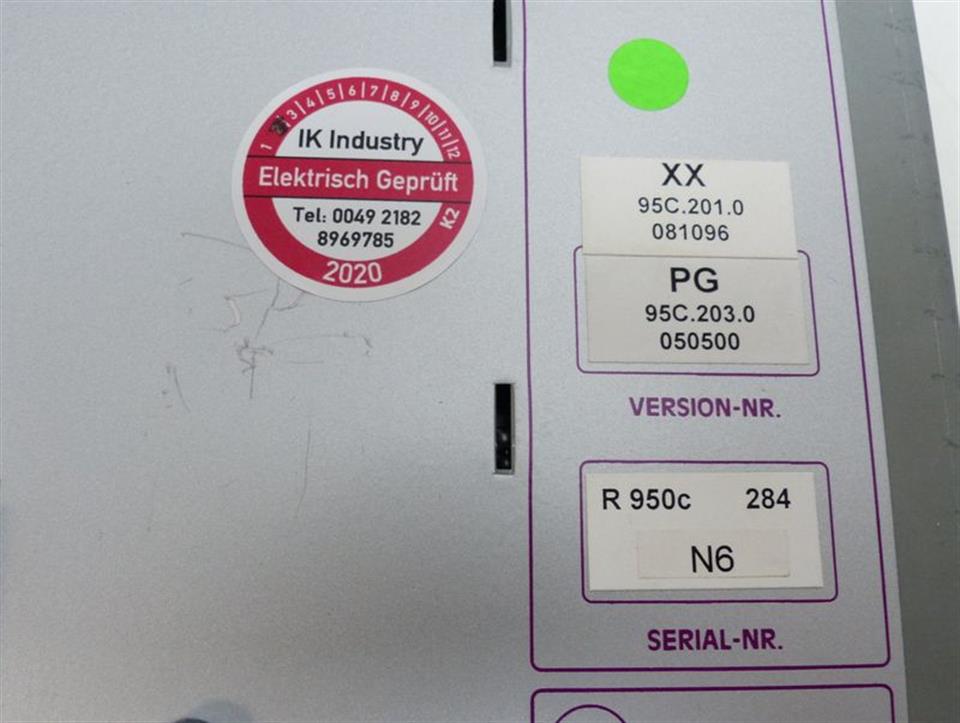 1 3|4|5|6|7|8|9|10|11|12
IK Industry
Elektrisch Geprüft
Tel: 0049 2182
8969785
K2
2020
XX
95C.201.0
081096
PG
95C.203.0
050500
VERSION-NR.
R 950c 284
N6
SERIAL-NR.